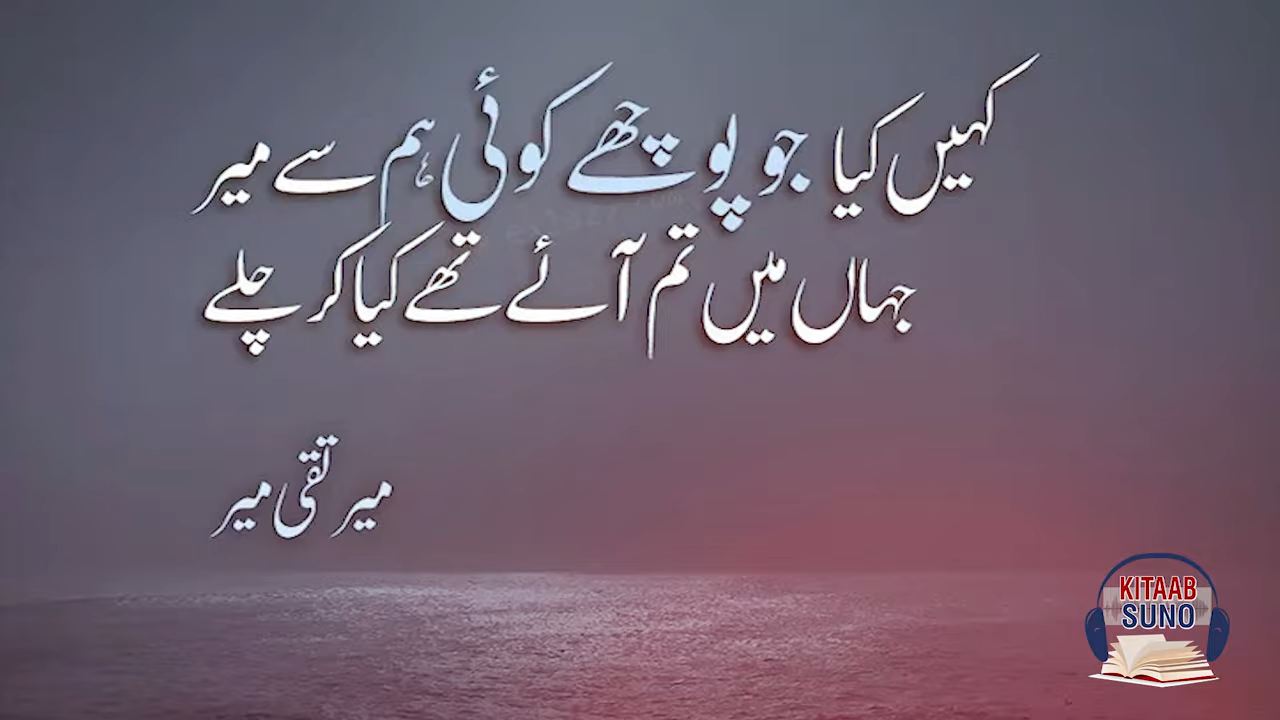 کہیں کیا جو پوچھے کوئی ہم سے میر
جہاں میں تم آئے تھے کیا کر چلے
میر تقی میر
KITAAB
SUNO